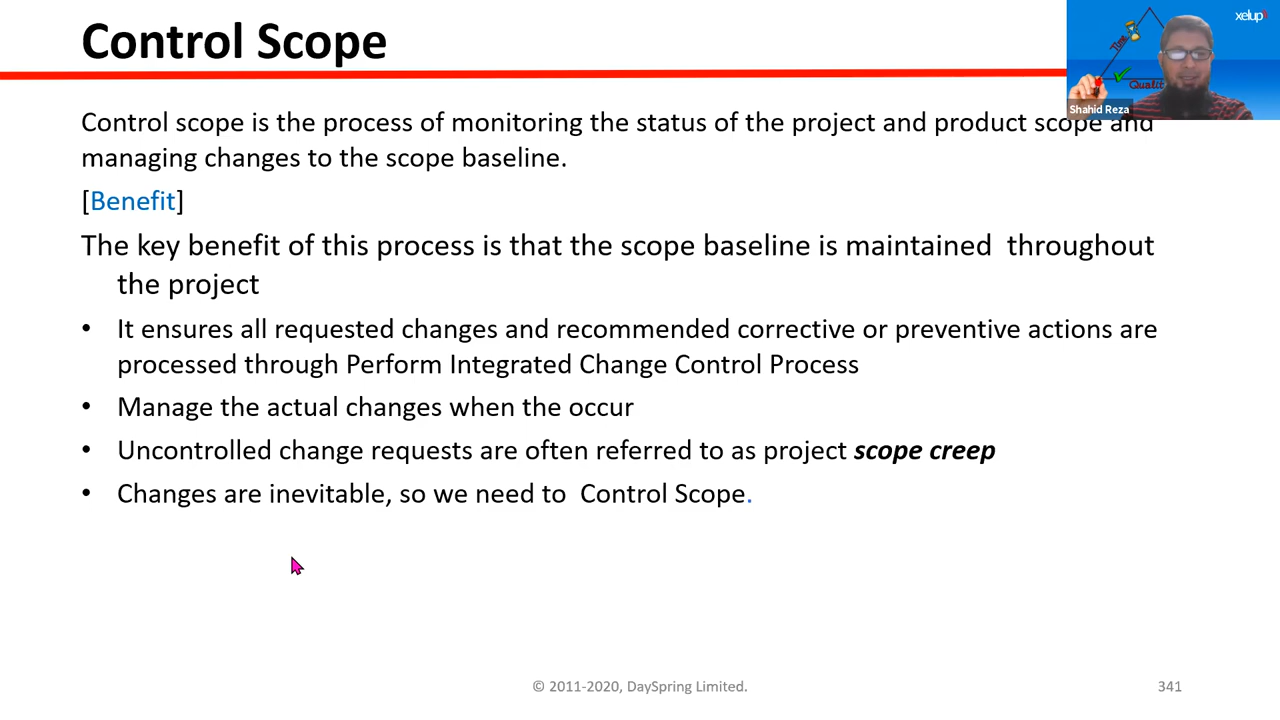 Control Scope
xelup
Time
Qualit
Shahid Reza
Control scope is the process of monitoring the status of the project and product scope and
managing changes to the scope baseline.
[Benefit]
The key benefit of this process is that the scope baseline is maintained throughout
the project
• It ensures all requested changes and recommended corrective or preventive actions are
processed through Perform Integrated Change Control Process
• Manage the actual changes when the occur
• Uncontrolled change requests are often referred to as project scope creep
• Changes are inevitable, so we need to Control Scope.
© 2011-2020, DaySpring Limited.
341